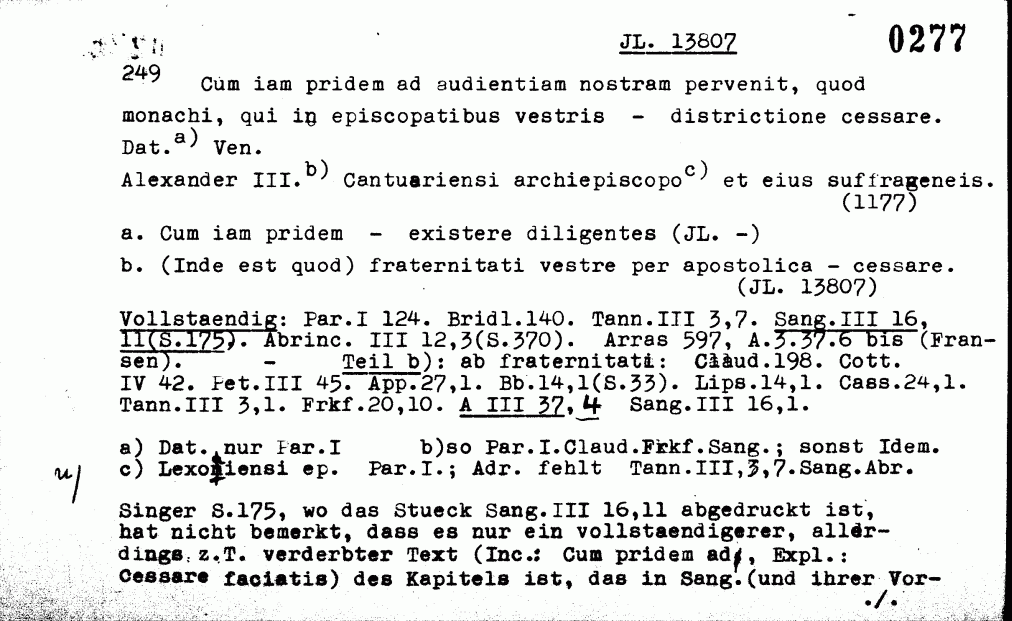 JL. 13807 0277
249 Cum iam pridem ad audientiam nostram pervenit, quod
monachi, qui in episcopatibus vestris - districtione cessare.
Dat.a) Ven.
Alexander III.b) Cantuariensi archiepiscopoc) et eius suffrageneis.
(1177)
a. Cum iam pridem - existere diligentes (JL. -)
b. (Inde est quod) fraternitati vestre per apostolica - cessare.
(JL. 13807)
Vollstaendig: Par.I 124. Bridl.140. Tann.III 3,7. Sang.III 16,
11(S.175). Abrinc. III 12,3(S.370). Arras 597, A.3.37.6 bis (Fran-
sen). - Teil b): ab fraternitati: Claud.198. Cott.
IV 42. Pet.III 45. App.27,1. Bb.14,1(S.33). Lips.14,1. Cass.24,1.
Tann.III 3,1. Frkf.20,10. A III 37,4 Sang.III 16,1.
a) Dat. nur Par.I b)so Par.I.Claud.Frkf.Sang.; sonst Idem.
c) Lexoviensi ep. Par.I.; Adr. fehlt Tann.III,3,7.Sang.Abr.
Singer S.175, wo das Stueck Sang.III 16,11 abgedruckt ist,
hat nicht bemerkt, dass es nur ein vollstaendigerer, aller-
dings z.T. verderbter Text (Inc.: Cum pridem ad, Expl.:
Cessare faciatis) des Kapitels ist, das in Sang.(und ihrer Vor-
./.